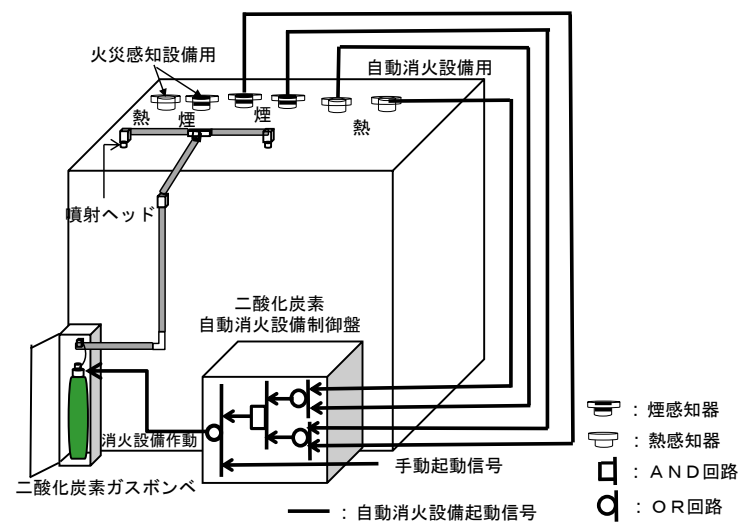 火災感知設備用
自動消火設備用
熱
煙
煙
熱
噴射ヘッド
二酸化炭素
自動消火設備制御盤
消火設備作動
手動起動信号
二酸化炭素ガスボンベ
：煙感知器
：熱感知器
：ＡＮＤ回路
：ＯＲ回路
：自動消火設備起動信号